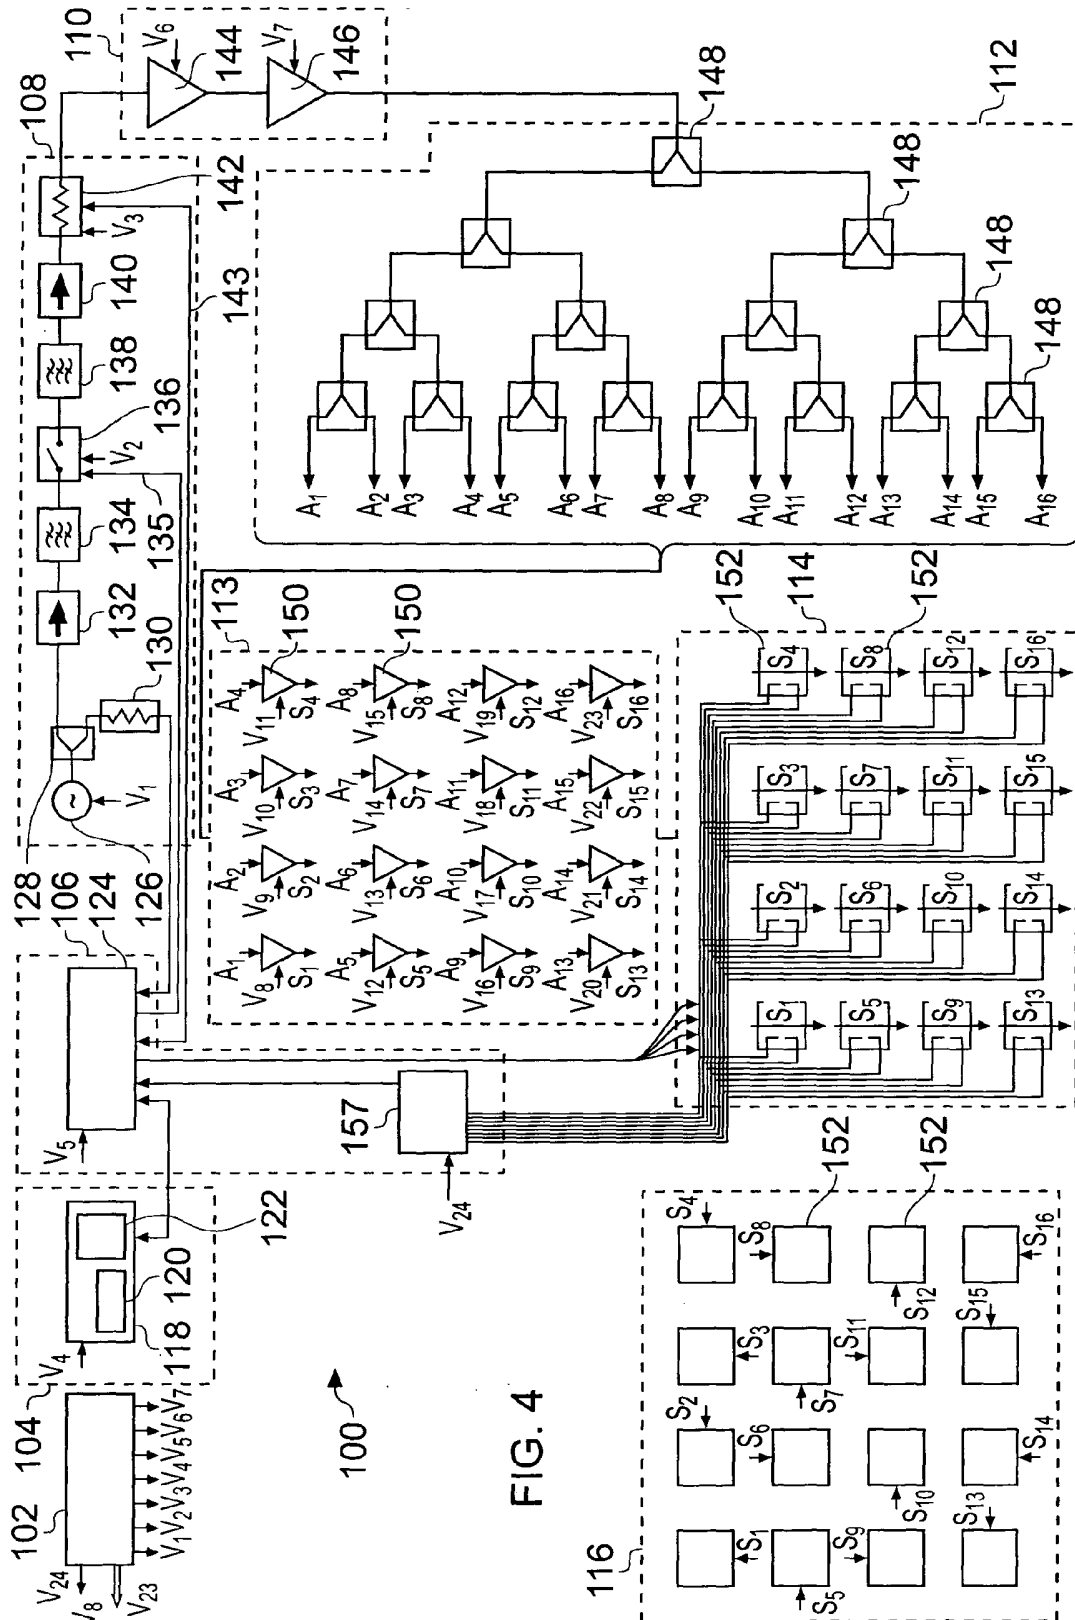 102
V24
V8
V23
V1 V2 V3 V4 V5 V6 V7
104
V4
118
120
122
106
124
V5
157
V24
108
128
126
V1
130
132
134
135
136
V2
138
140
142
V3
143
110
V6
144
V7
146
112
148
148
148
148
A1
A2
A3
A4
A5
A6
A7
A8
A9
A10
A11
A12
A13
A14
A15
A16
113
150
150
A1 V8 S1
A2 V9 S2
A3 V10 S3
A4 V11 S4
A5 V12 S5
A6 V13 S6
A7 V14 S7
A8 V15 S8
A9 V16 S9
A10 V17 S10
A11 V18 S11
A12 V19 S12
A13 V20 S13
A14 V21 S14
A15 V22 S15
A16 V23 S16
114
152
152
S1 S2 S3 S4
S5 S6 S7 S8
S9 S10 S11 S12
S13 S14 S15 S16
116
152
152
S1 S2 S3 S4
S5 S6 S7 S8
S9 S10 S11 S12
S13 S14 S15 S16
100
FIG. 4